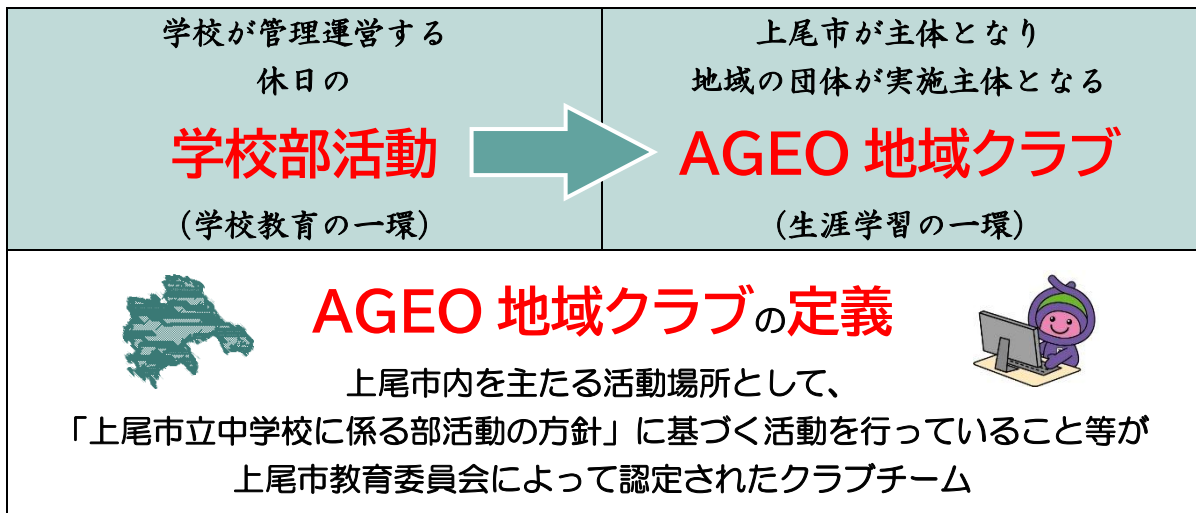 学校が管理運営する
休日の
学校部活動
（学校教育の一環）
上尾市が主体となり
地域の団体が実施主体となる
AGEO 地域クラブ
（生涯学習の一環）
AGEO 地域クラブの定義
上尾市内を主たる活動場所として、
「上尾市立中学校に係る部活動の方針」に基づく活動を行っていること等が
上尾市教育委員会によって認定されたクラブチーム